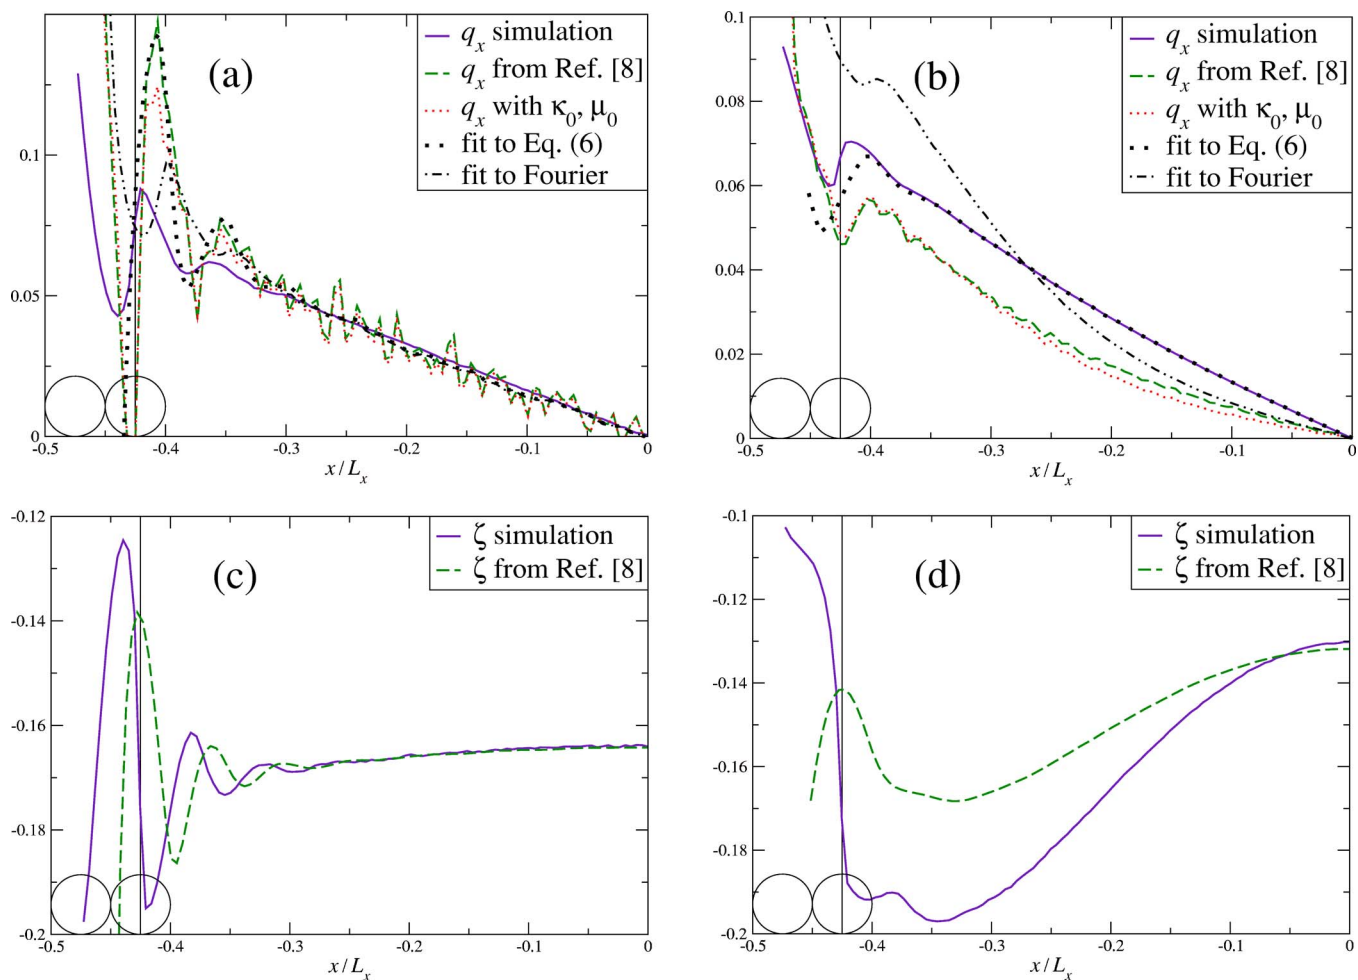 (a)
q_x simulation
q_x from Ref. [8]
q_x with κ_0, μ_0
fit to Eq. (6)
fit to Fourier
0.1
0.05
0
-0.5 -0.4 -0.3 -0.2 -0.1 0
x / L_x
(b)
q_x simulation
q_x from Ref. [8]
q_x with κ_0, μ_0
fit to Eq. (6)
fit to Fourier
0.1
0.08
0.06
0.04
0.02
0
-0.5 -0.4 -0.3 -0.2 -0.1 0
x / L_x
(c)
ζ simulation
ζ from Ref. [8]
-0.12
-0.14
-0.16
-0.18
-0.2
-0.5 -0.4 -0.3 -0.2 -0.1 0
x / L_x
(d)
ζ simulation
ζ from Ref. [8]
-0.1
-0.12
-0.14
-0.16
-0.18
-0.2
-0.5 -0.4 -0.3 -0.2 -0.1 0
x / L_x